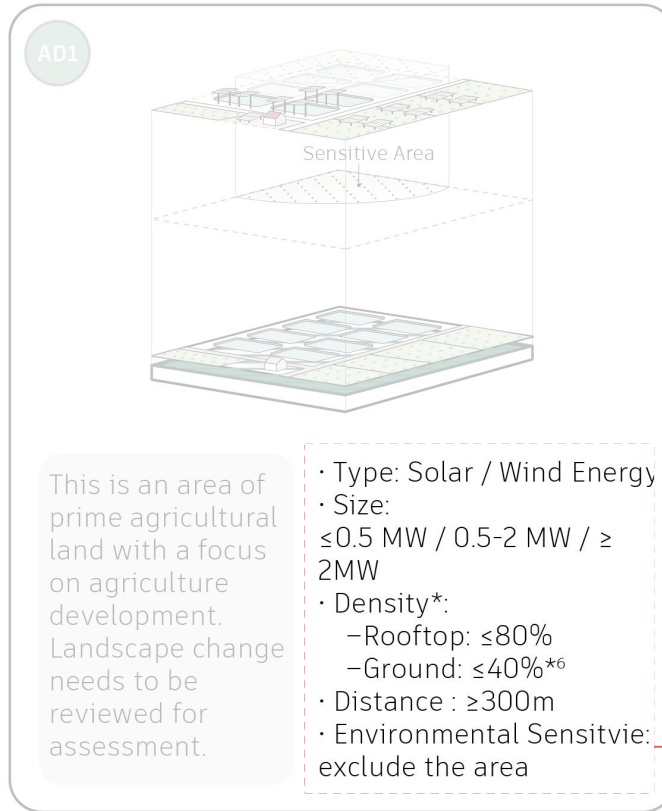 AD1
Sensitive Area
This is an area of
prime agricultural
land with a focus
on agriculture
development.
Landscape change
needs to be
reviewed for
assessment.
· Type: Solar / Wind Energy
· Size:
≤0.5 MW / 0.5-2 MW / ≥
2MW
· Density*:
–Rooftop: ≤80%
–Ground: ≤40%*⁶
· Distance : ≥300m
· Environmental Sensitvie:
exclude the area